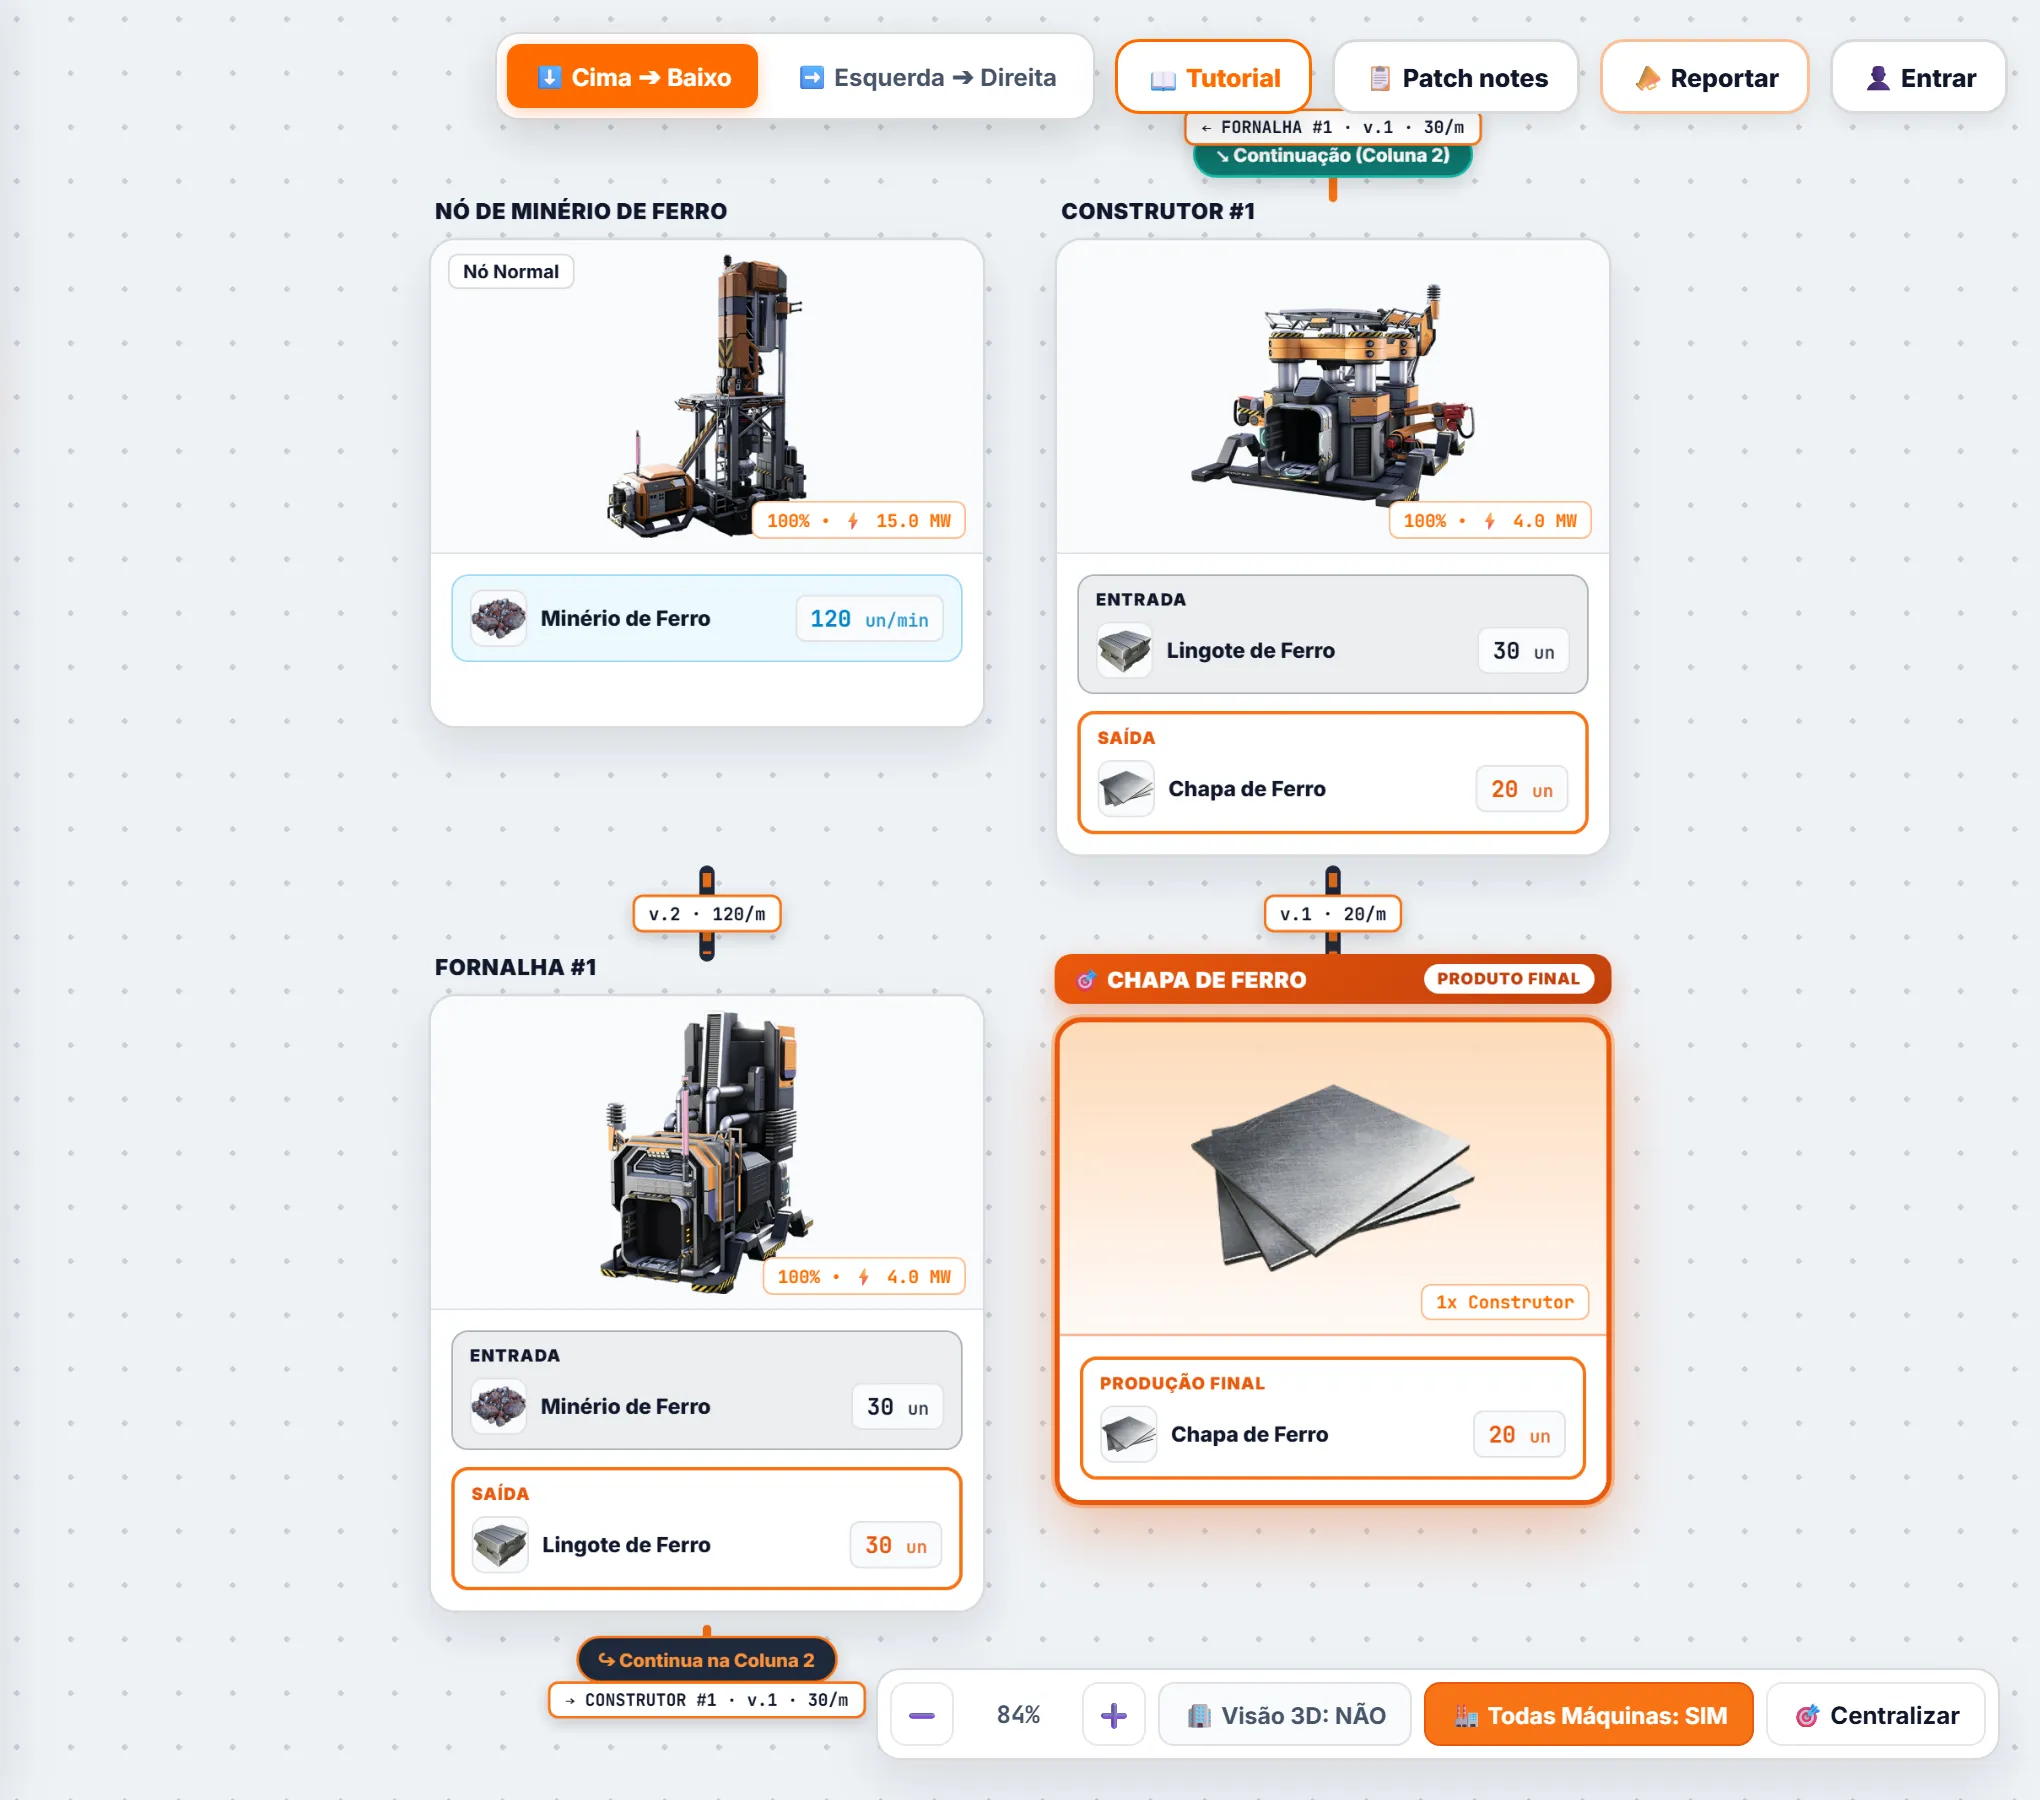 ⬇️ Cima ➔ Baixo
➡️ Esquerda ➔ Direita
📖 Tutorial
📋 Patch notes
📣 Reportar
👤 Entrar
← FORNALHA #1 · v.1 · 30/m
↘ Continuação (Coluna 2)
NÓ DE MINÉRIO DE FERRO
Nó Normal
100% • ⚡ 15.0 MW
Minério de Ferro
120 un/min
v.2 · 120/m
FORNALHA #1
100% • ⚡ 4.0 MW
ENTRADA
Minério de Ferro
30 un
SAÍDA
Lingote de Ferro
30 un
↪ Continua na Coluna 2
→ CONSTRUTOR #1 · v.1 · 30/m
CONSTRUTOR #1
100% • ⚡ 4.0 MW
ENTRADA
Lingote de Ferro
30 un
SAÍDA
Chapa de Ferro
20 un
v.1 · 20/m
🎯 CHAPA DE FERRO
PRODUTO FINAL
1x Construtor
PRODUÇÃO FINAL
Chapa de Ferro
20 un
84%
🏢 Visão 3D: NÃO
🏭 Todas Máquinas: SIM
🎯 Centralizar